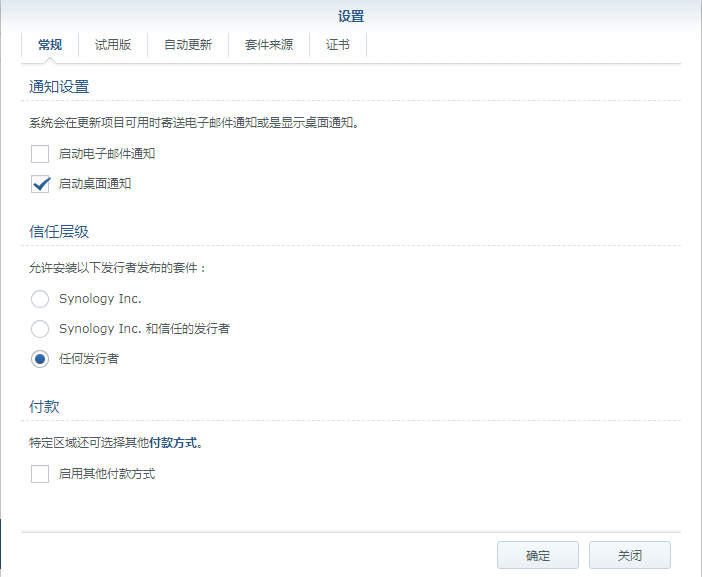 设置
常规 试用版 自动更新 套件来源 证书
通知设置
系统会在更新项目可用时寄送电子邮件通知或是显示桌面通知。
启动电子邮件通知
启动桌面通知
信任层级
允许安装以下发行者发布的套件：
Synology Inc.
Synology Inc. 和信任的发行者
任何发行者
付款
特定区域还可选择其他付款方式。
启用其他付款方式
确定 关闭